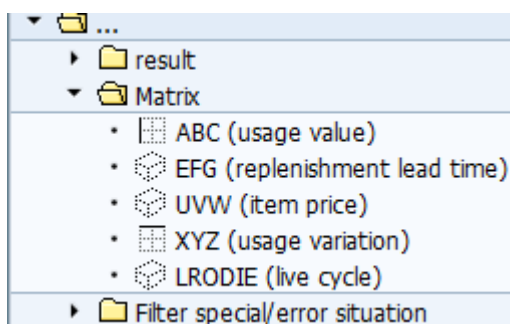 ...
result
Matrix
ABC (usage value)
EFG (replenishment lead time)
UVW (item price)
XYZ (usage variation)
LRODIE (live cycle)
Filter special/error situation